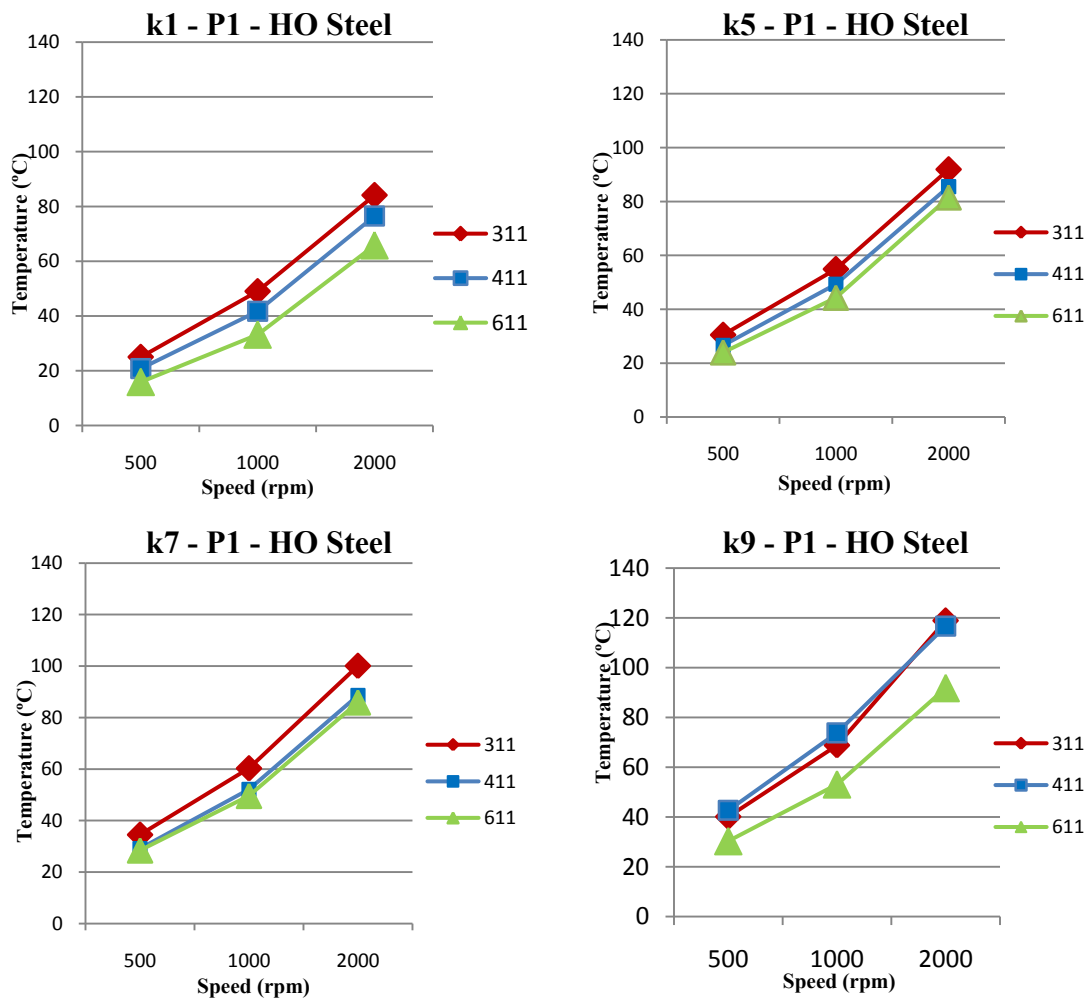 k1 - P1 - HO Steel
140
120
100
80
60
40
20
0
Temperature (ºC)
500 1000 2000
Speed (rpm)
311
411
611
k5 - P1 - HO Steel
140
120
100
80
60
40
20
0
Temperature (ºC)
500 1000 2000
Speed (rpm)
311
411
611
k7 - P1 - HO Steel
140
120
100
80
60
40
20
0
Temperature (ºC)
500 1000 2000
Speed (rpm)
311
411
611
k9 - P1 - HO Steel
140
120
100
80
60
40
20
0
Temperature (ºC)
500 1000 2000
Speed (rpm)
311
411
611